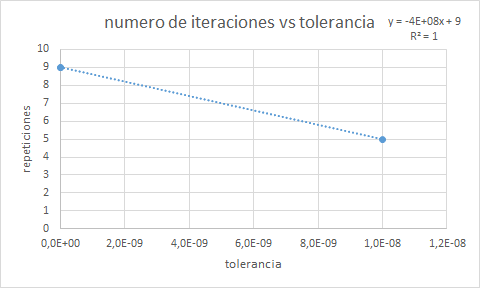 numero de iteraciones vs tolerancia
y = -4E+08x + 9
R² = 1
10
9
8
7
6
5
4
3
2
1
0
repeticiones
0,0E+00 2,0E-09 4,0E-09 6,0E-09 8,0E-09 1,0E-08 1,2E-08
tolerancia